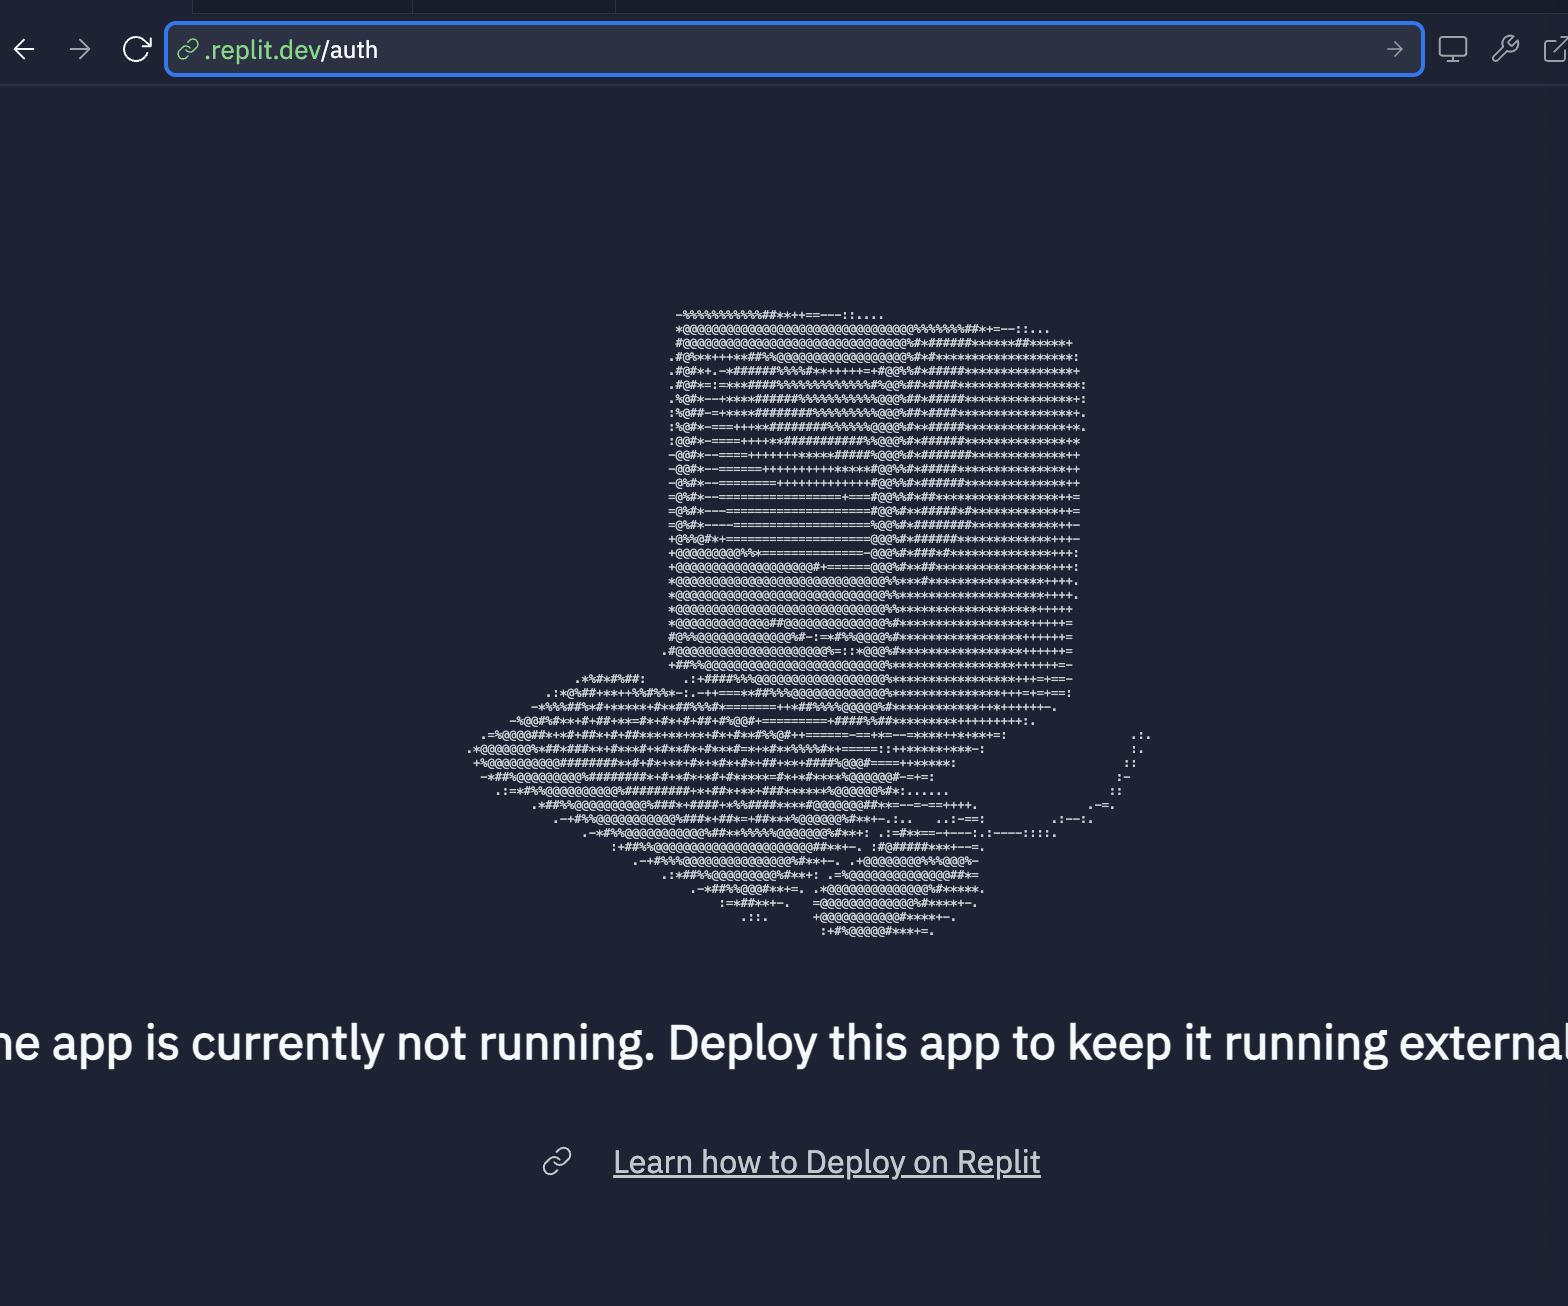 .replit.dev/auth
he app is currently not running. Deploy this app to keep it running external
Learn how to Deploy on Replit